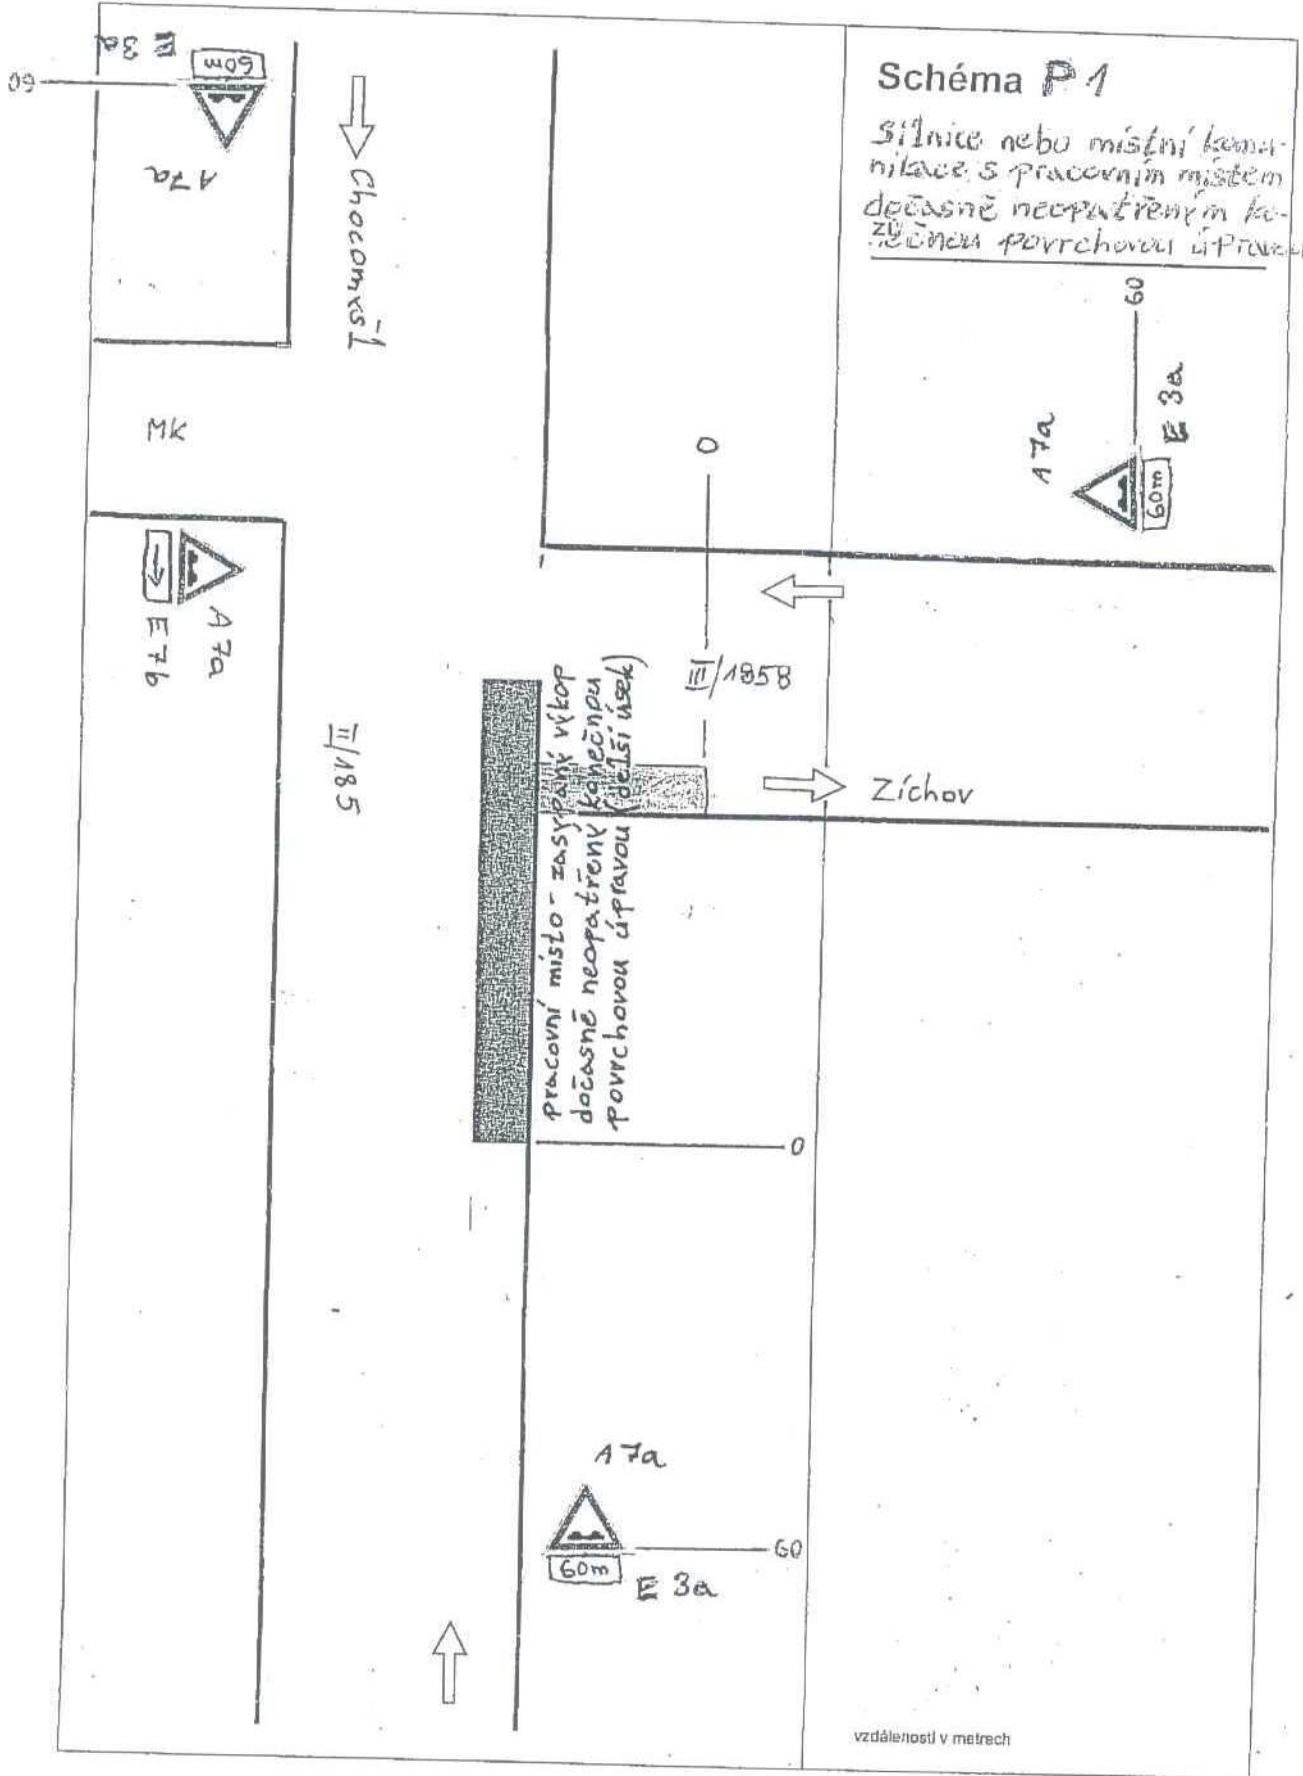 Schéma P 1
Silnice nebo místní komu-
nikace s pracovním místem
dočasně neopatřeným ko-
nečnou povrchovou úpravou
60
60m
E 3a
A 7a
Chocomyšl
60
E 3a
60m
A 7a
MK
0
A 7a
E 7b
III/1858
II/185
Zíchov
pracovní místo - zasypaný výkop
dočasně neopatřený konečnou
povrchovou úpravou (delší úsek)
0
A 7a
60
60m
E 3a
vzdálenosti v metrech